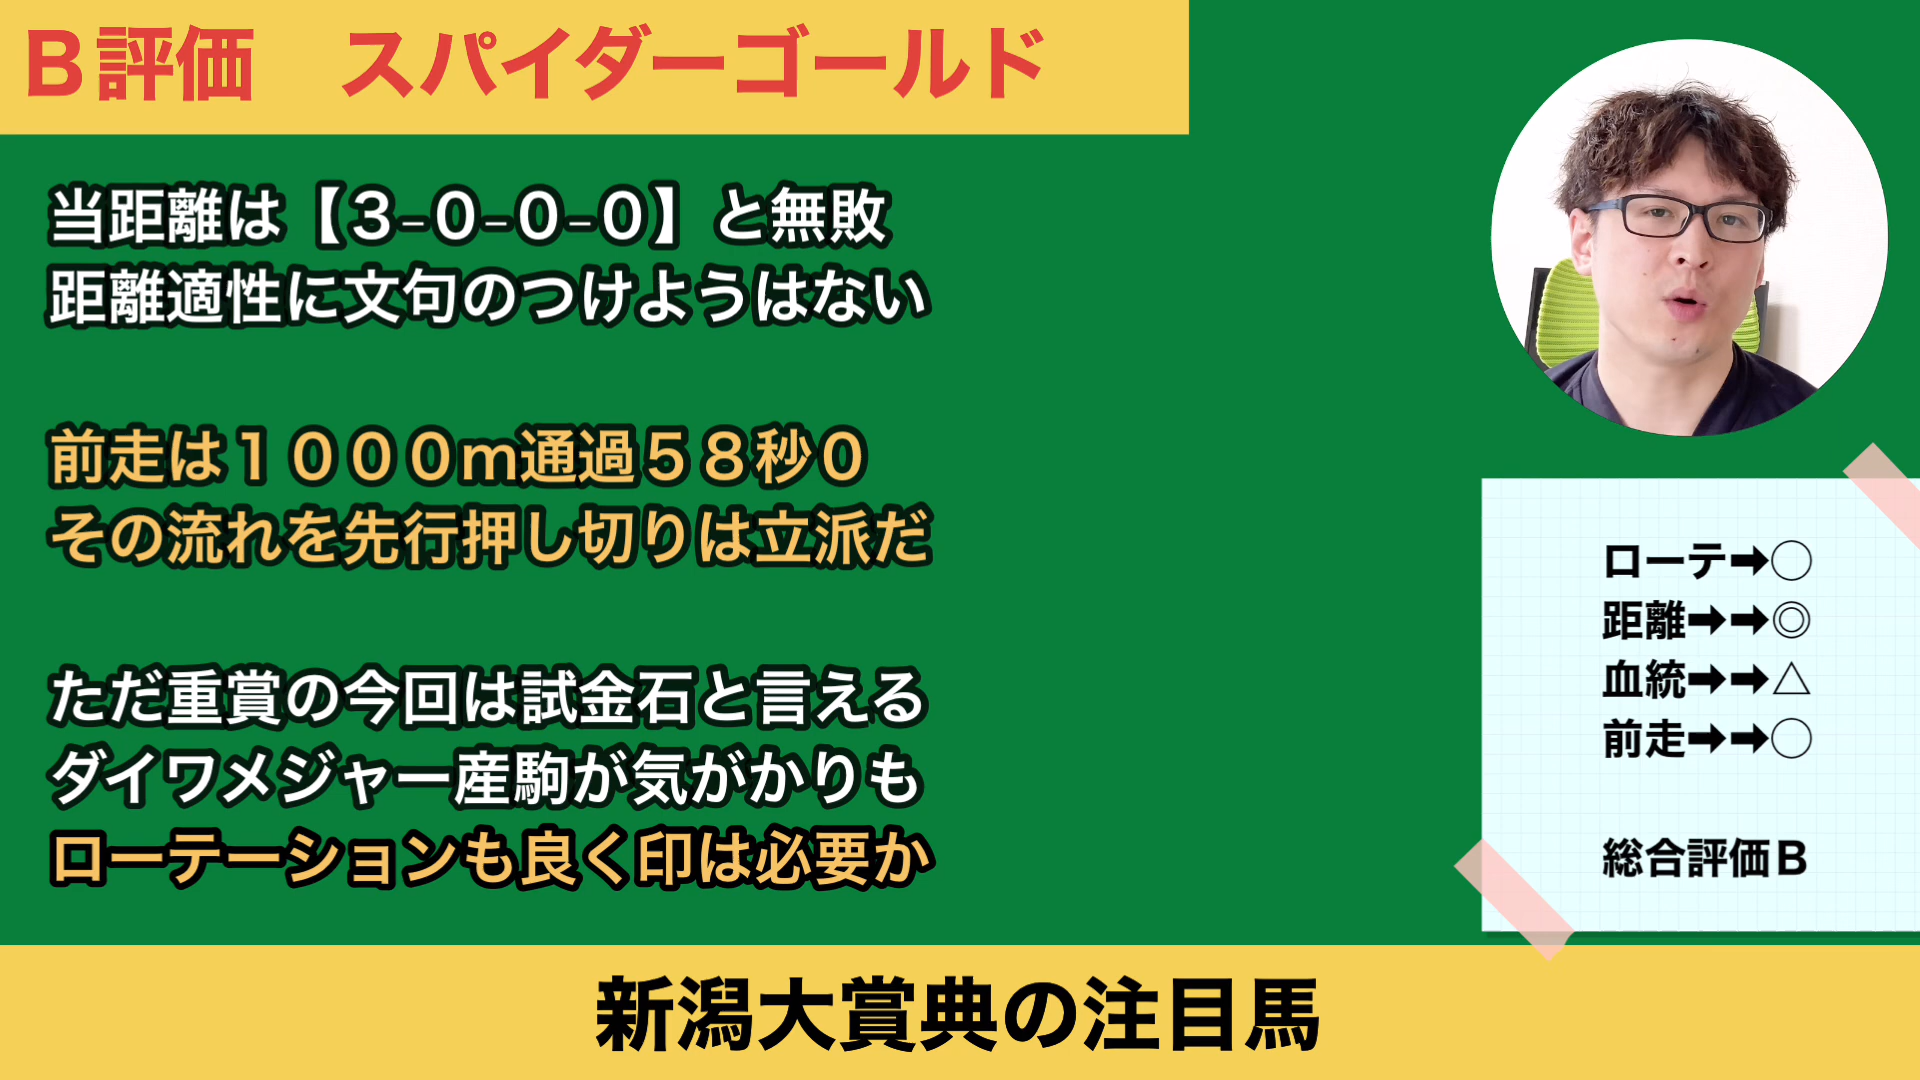 B評価　スパイダーゴールド
当距離は【３-０-０-０】と無敗
距離適性に文句のつけようはない
前走は１０００ｍ通過５８秒０
その流れを先行押し切りは立派だ
ただ重賞の今回は試金石と言える
ダイワメジャー産駒が気がかりも
ローテーションも良く印は必要か
ローテ➡◯
距離➡➡◎
血統➡➡△
前走➡➡◯
総合評価Ｂ
新潟大賞典の注目馬